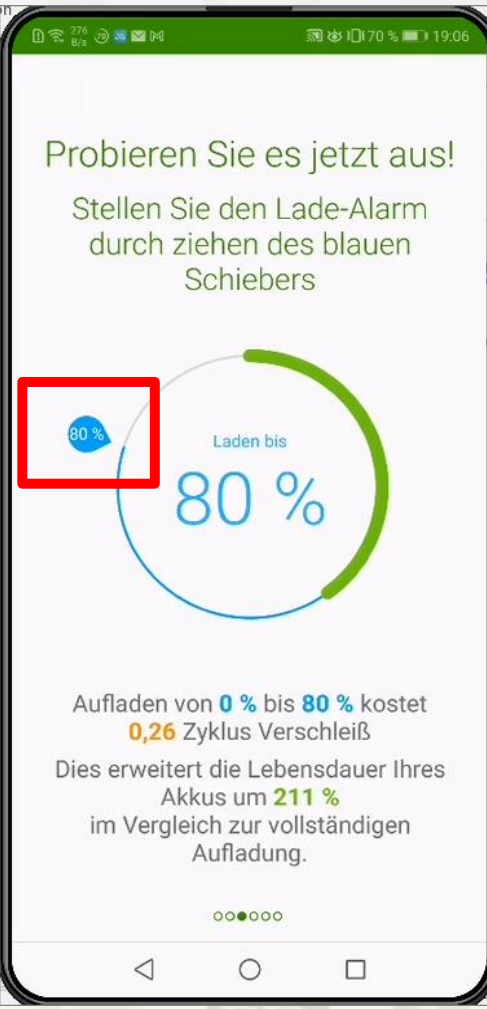 on
276
B/s
70 % 19:06
Probieren Sie es jetzt aus!
Stellen Sie den Lade-Alarm
durch ziehen des blauen
Schiebers
80 %
Laden bis
80 %
Aufladen von 0 % bis 80 % kostet
0,26 Zyklus Verschleiß
Dies erweitert die Lebensdauer Ihres
Akkus um 211 %
im Vergleich zur vollständigen
Aufladung.